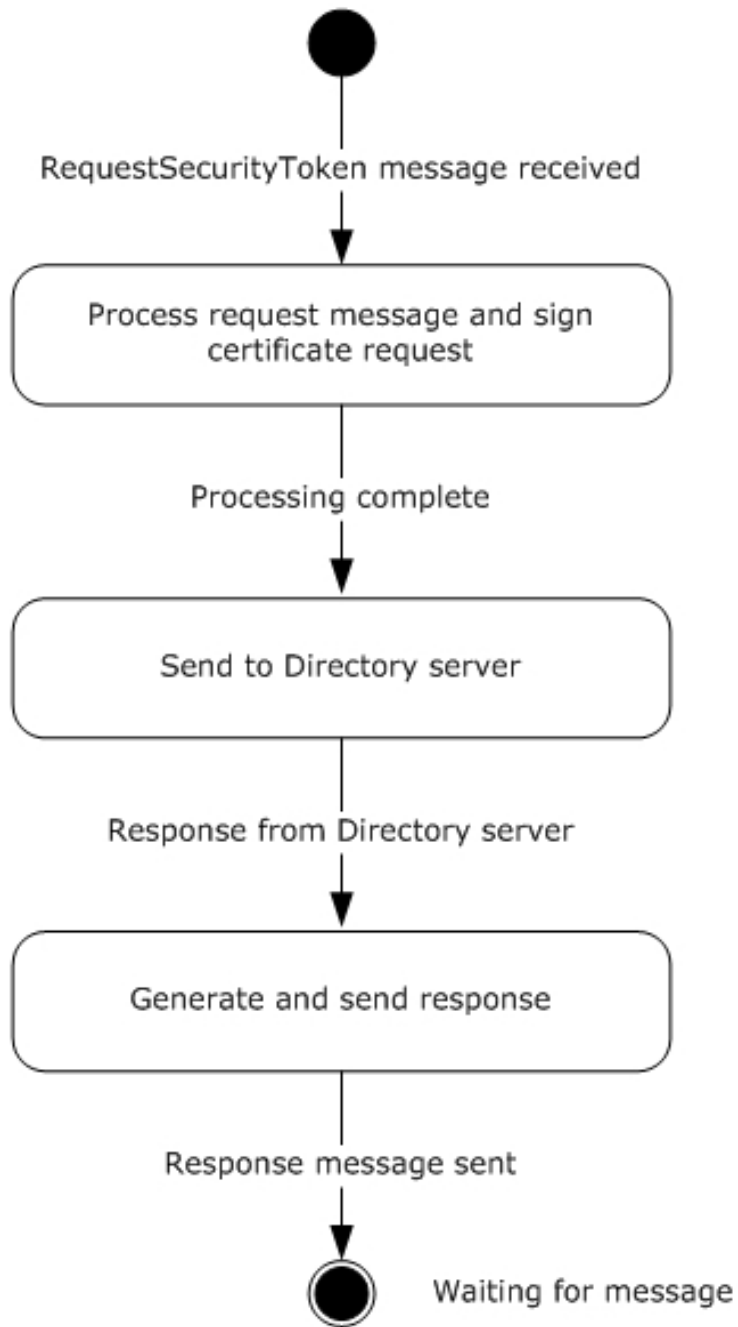 RequestSecurityToken message received
Process request message and sign
certificate request
Processing complete
Send to Directory server
Response from Directory server
Generate and send response
Response message sent
Waiting for message